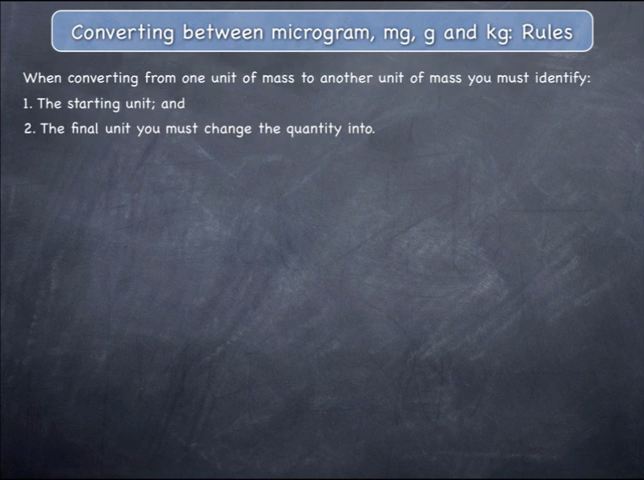 Converting between microgram, mg, g and kg: Rules
When converting from one unit of mass to another unit of mass you must identify:
1. The starting unit; and
2. The final unit you must change the quantity into.